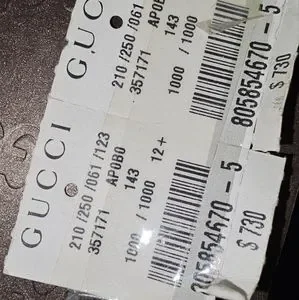 GUCCI
210 /250 /061
357171 APOBO
143
1000 / 1000
805854670 - 5
$ 730
GUCCI
210 /250 /061 /123
357171 APOBO
143 12+
1000 / 1000
805854670 - 5
$ 730